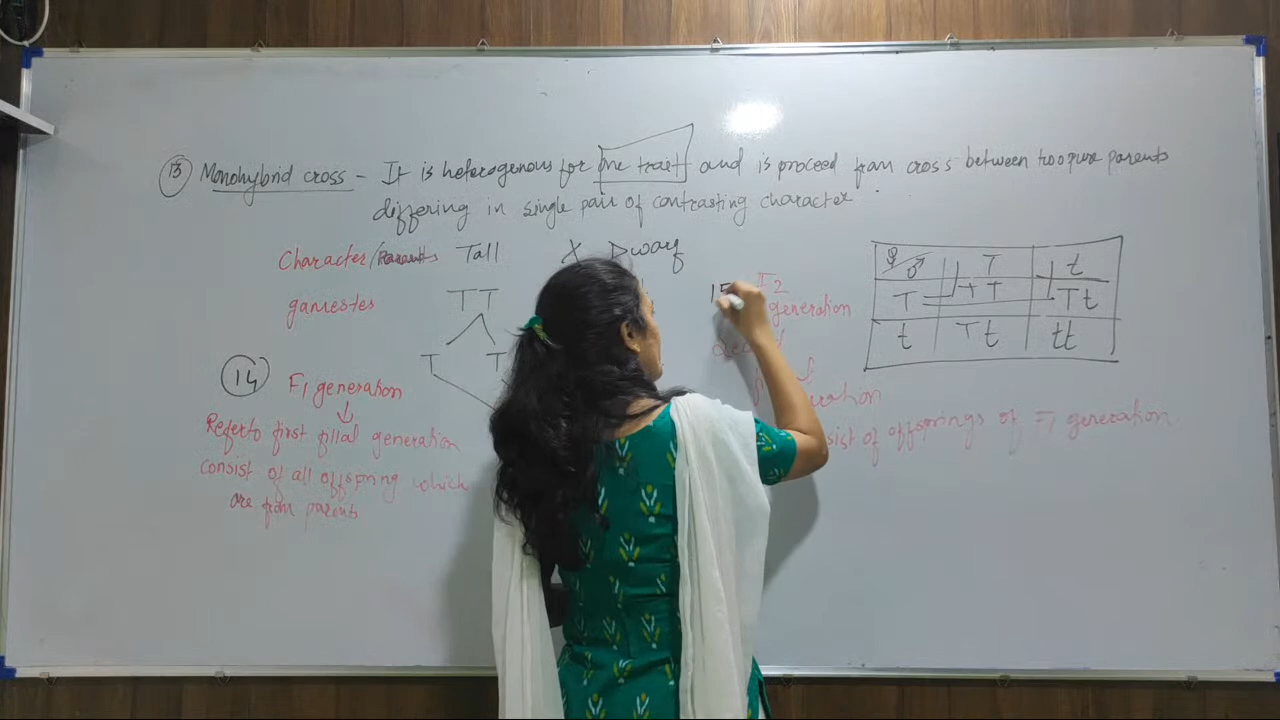 13 Monohybrid cross - It is heterogenous for one trait and is proceed from cross between two pure parents
differing in single pair of contrasting character
Character/Parents Tall X Dwarf
gamestes TT
T T
14 F1 generation
↓
Refer to first filial generation
consist of all offspring which
are from parents
15 F2
generation
sist of offsprings of F1 generation
♀ ♂ T t
T TT Tt
t Tt tt